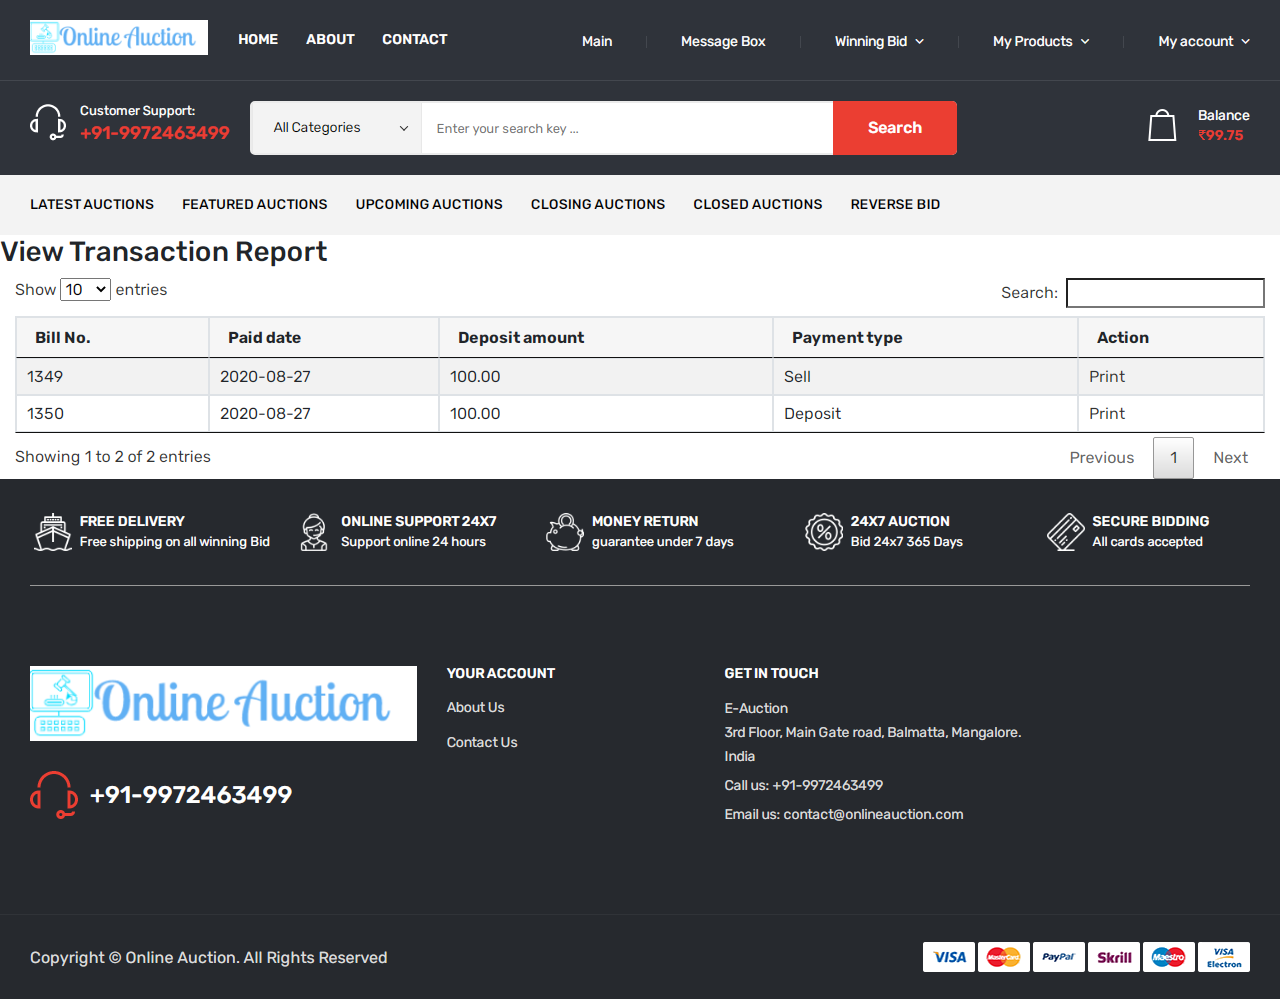 Online Auction
HOME ABOUT CONTACT
Main Message Box Winning Bid My Products My account
Customer Support:
+91-9972463499
All Categories
Enter your search key ...
Search
Balance
₹99.75
LATEST AUCTIONS FEATURED AUCTIONS UPCOMING AUCTIONS CLOSING AUCTIONS CLOSED AUCTIONS REVERSE BID
View Transaction Report
Show 10 entries
Search:
Bill No. Paid date Deposit amount Payment type Action
1349 2020-08-27 100.00 Sell Print
1350 2020-08-27 100.00 Deposit Print
Showing 1 to 2 of 2 entries
Previous 1 Next
FREE DELIVERY
Free shipping on all winning Bid
ONLINE SUPPORT 24X7
Support online 24 hours
MONEY RETURN
guarantee under 7 days
24X7 AUCTION
Bid 24x7 365 Days
SECURE BIDDING
All cards accepted
Online Auction
+91-9972463499
YOUR ACCOUNT
About Us
Contact Us
GET IN TOUCH
E-Auction
3rd Floor, Main Gate road, Balmatta, Mangalore.
India
Call us: +91-9972463499
Email us: contact@onlineauction.com
Copyright © Online Auction. All Rights Reserved
VISA MasterCard PayPal Skrill Maestro VISA Electron